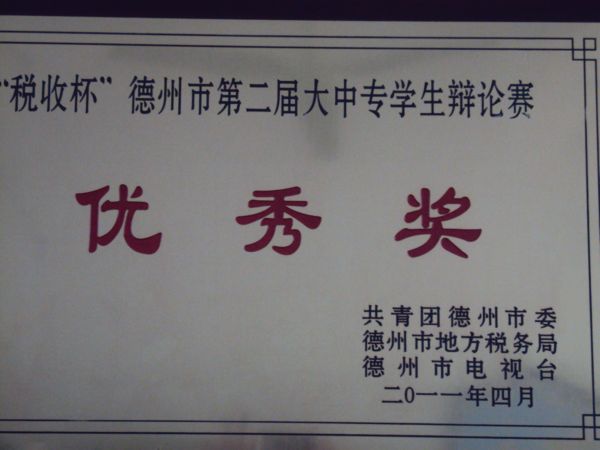 “税收杯”德州市第二届大中专学生辩论赛
优秀奖
共青团德州市委
德州市地方税务局
德州市电视台
二0一一年四月